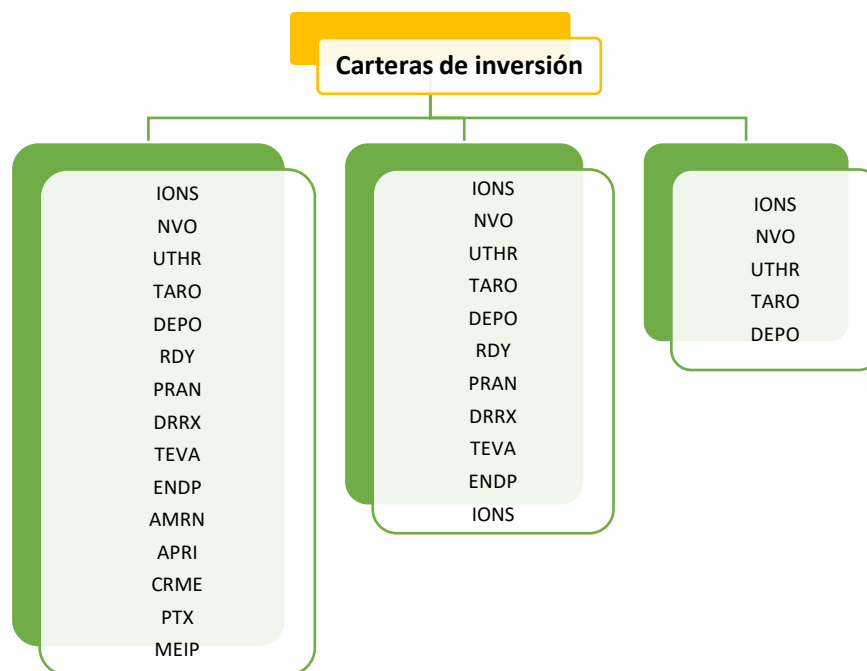 Carteras de inversión
IONS
NVO
UTHR
TARO
DEPO
RDY
PRAN
DRRX
TEVA
ENDP
AMRN
APRI
CRME
PTX
MEIP
IONS
NVO
UTHR
TARO
DEPO
RDY
PRAN
DRRX
TEVA
ENDP
IONS
IONS
NVO
UTHR
TARO
DEPO